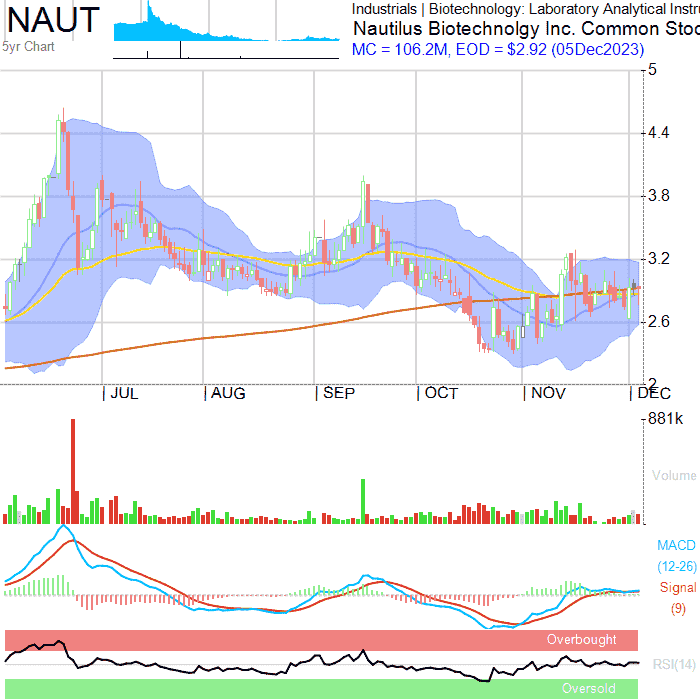 NAUT
5yr Chart
Industrials | Biotechnology: Laboratory Analytical Instru
Nautilus Biotechnolgy Inc. Common Stoc
MC = 106.2M, EOD = $2.92 (05Dec2023)
5
4.4
3.8
3.2
2.6
2
JUL
AUG
SEP
OCT
NOV
DEC
881k
Volume
MACD
(12-26)
Signal
(9)
Overbought
RSI(14)
Oversold